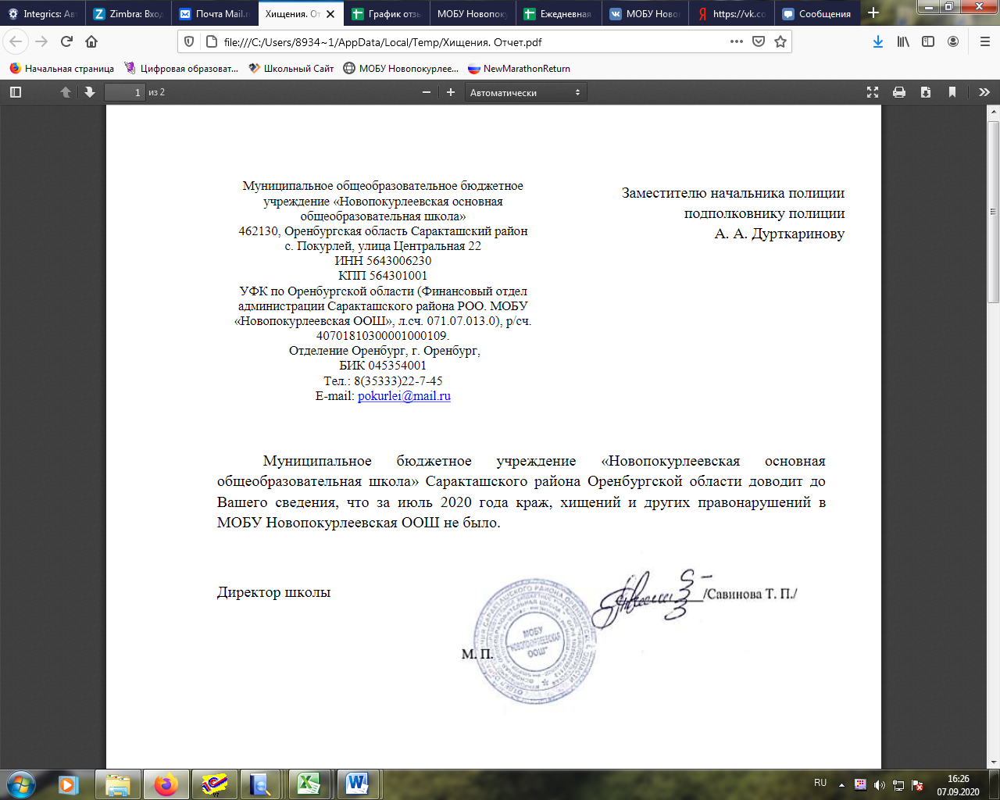 Integrics: Ав
Zimbra: Вход
Почта Mail.r
Хищения. От
График отзы
МОБУ Новопоку
Ежедневная
МОБУ Новоп
https://vk.co
Сообщения
file:///C:/Users/8934~1/AppData/Local/Temp/Хищения. Отчет.pdf
Начальная страница
Цифровая образоват...
Школьный Сайт
МОБУ Новопокурлее...
NewMarathonReturn
1 из 2
Автоматически
Муниципальное общеобразовательное бюджетное
учреждение «Новопокурлеевская основная
общеобразовательная школа»
462130, Оренбургская область Саракташский район
с. Покурлей, улица Центральная 22
ИНН 5643006230
КПП 564301001
УФК по Оренбургской области (Финансовый отдел
администрации Саракташского района РОО. МОБУ
«Новопокурлеевская ООШ», л.сч. 071.07.013.0), р/сч.
40701810300001000109.
Отделение Оренбург, г. Оренбург,
БИК 045354001
Тел.: 8(35333)22-7-45
E-mail: pokurlei@mail.ru
Заместителю начальника полиции
подполковнику полиции
А. А. Дурткаринову
Муниципальное бюджетное учреждение «Новопокурлеевская основная
общеобразовательная школа» Саракташского района Оренбургской области доводит до
Вашего сведения, что за июль 2020 года краж, хищений и других правонарушений в
МОБУ Новопокурлеевская ООШ не было.
Директор школы
/Савинова Т. П./
М. П.
МОБУ
"НОВОПОКУРЛЕЕВСКАЯ
ООШ"
RU
16:26
07.09.2020